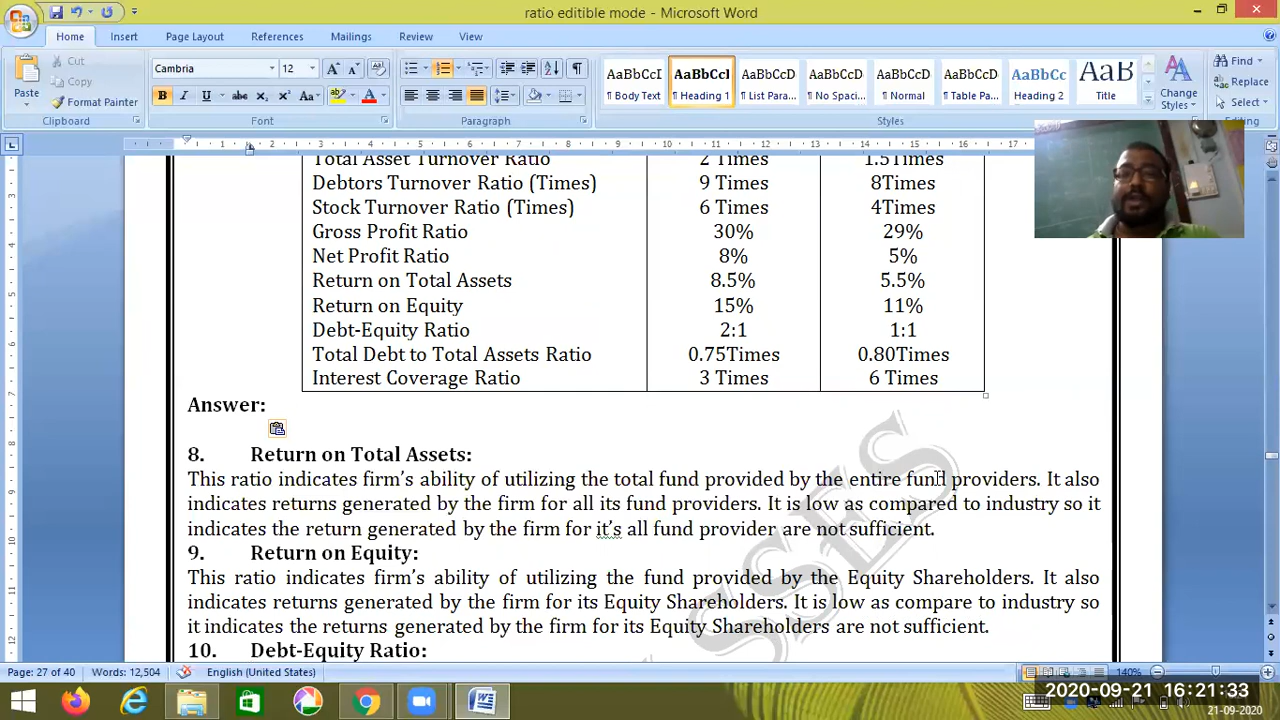 ratio editible mode - Microsoft Word
Home Insert Page Layout References Mailings Review View
Cut
Copy
Paste
Format Painter
Clipboard
Cambria 12
Font
Paragraph
AaBbCcI AaBbCcI AaBbCcD AaBbCcD AaBbCcD AaBbCcD AaBbCc AaB
¶ Body Text ¶ Heading 1 ¶ List Para... ¶ No Spaci... ¶ Normal ¶ Table Pa... Heading 2 Title
Styles
Change Styles
Find
Replace
Select
Editing
Total Asset Turnover Ratio 2 Times 1.5Times
Debtors Turnover Ratio (Times) 9 Times 8Times
Stock Turnover Ratio (Times) 6 Times 4Times
Gross Profit Ratio 30% 29%
Net Profit Ratio 8% 5%
Return on Total Assets 8.5% 5.5%
Return on Equity 15% 11%
Debt-Equity Ratio 2:1 1:1
Total Debt to Total Assets Ratio 0.75Times 0.80Times
Interest Coverage Ratio 3 Times 6 Times
Answer:
8. Return on Total Assets:
This ratio indicates firm's ability of utilizing the total fund provided by the entire fund providers. It also
indicates returns generated by the firm for all its fund providers. It is low as compared to industry so it
indicates the return generated by the firm for it's all fund provider are not sufficient.
9. Return on Equity:
This ratio indicates firm's ability of utilizing the fund provided by the Equity Shareholders. It also
indicates returns generated by the firm for its Equity Shareholders. It is low as compare to industry so
it indicates the returns generated by the firm for its Equity Shareholders are not sufficient.
10. Debt-Equity Ratio:
Page: 27 of 40 Words: 12,504 English (United States) 140%
2020-09-21 16:21:33
21-09-2020